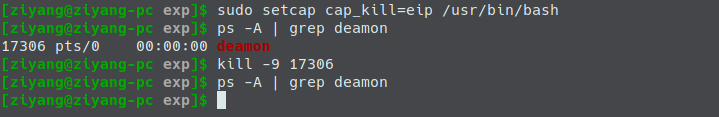 [ziyang@ziyang-pc exp]$ sudo setcap cap_kill=eip /usr/bin/bash
[ziyang@ziyang-pc exp]$ ps -A | grep deamon
17306 pts/0    00:00:00 deamon
[ziyang@ziyang-pc exp]$ kill -9 17306
[ziyang@ziyang-pc exp]$ ps -A | grep deamon
[ziyang@ziyang-pc exp]$